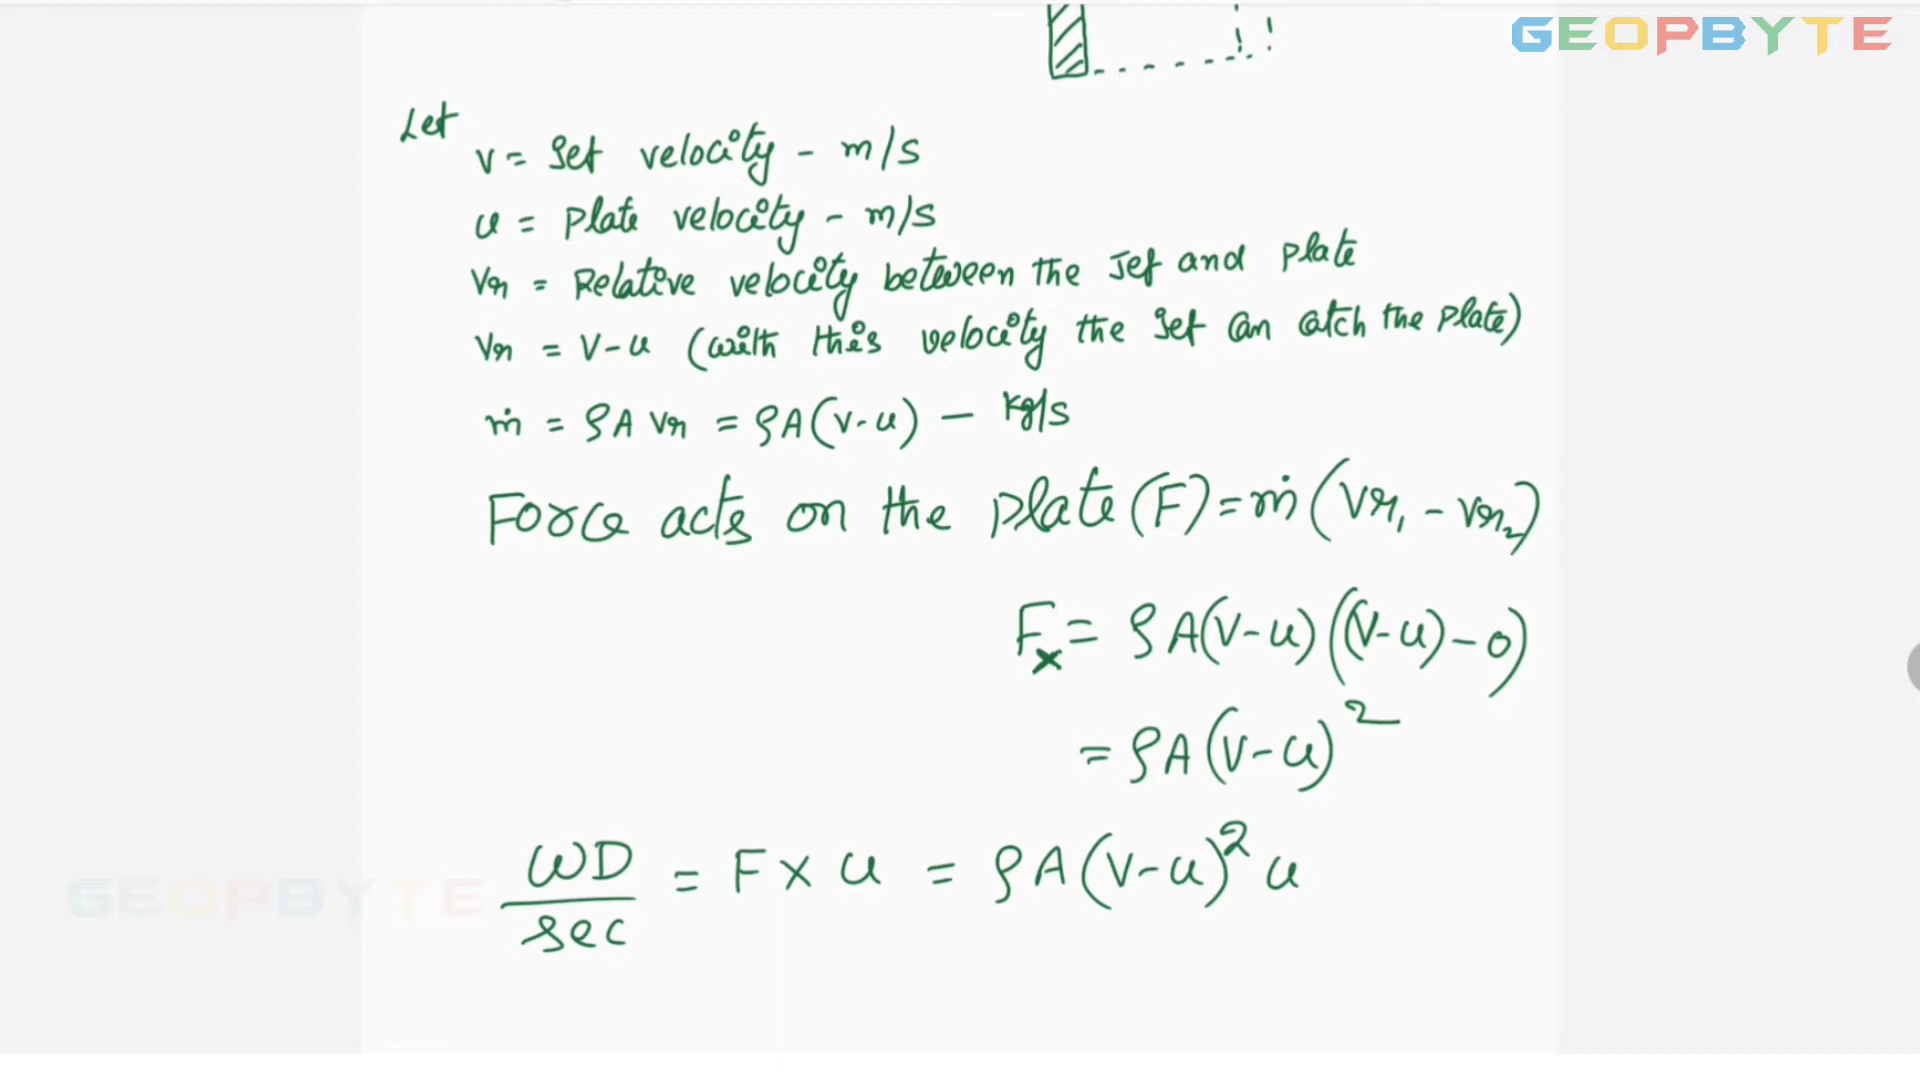 GEOPBYTE
Let
v = Jet velocity - m/s
u = plate velocity - m/s
Vr = Relative velocity between the Jet and plate
Vr = V-u (with this velocity the Jet can catch the plate)
ṁ = ρA Vr = ρA(v-u) — kg/s
Force acts on the plate (F) = ṁ (Vr₁ - Vr₂)
Fx = ρA(V-u)((V-u)-0)
= ρA(V-u)²
WD/sec = F × u = ρA(V-u)² u
GEOPBYTE